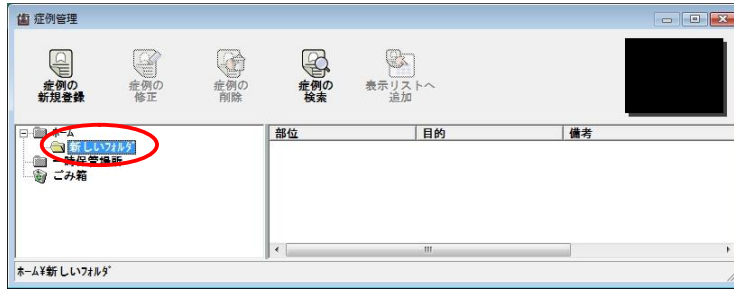 症例管理
症例の
新規登録
症例の
修正
症例の
削除
症例の
検索
表示リストへ
追加
ﾎｰﾑ
新しいﾌｫﾙﾀﾞ
一時保管場所
ごみ箱
部位 目的 備考
ﾎｰﾑ¥新しいﾌｫﾙﾀﾞ